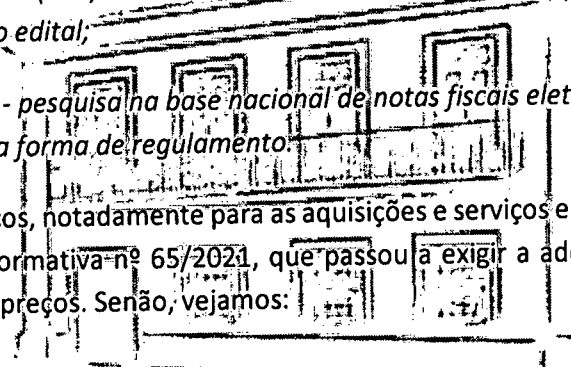 o edital;
- pesquisa na base nacional de notas fiscais elet
a forma de regulamento.
ços, notadamente para as aquisições e serviços e
ormativa nº 65/2021, que passou a exigir a ad
preços. Senão, vejamos: